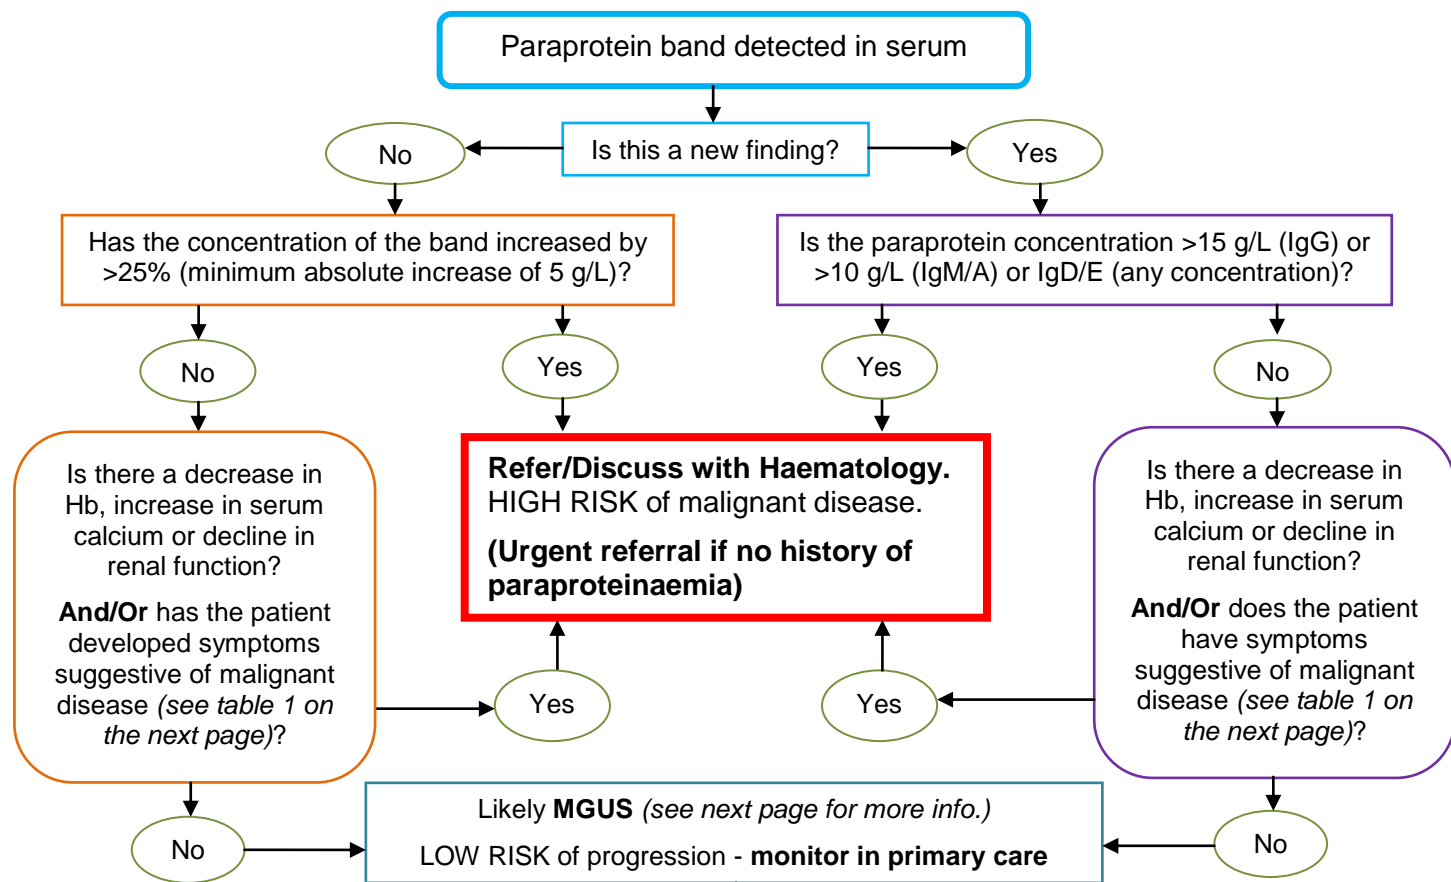 Paraprotein band detected in serum
Is this a new finding?
No
Yes
Has the concentration of the band increased by
>25% (minimum absolute increase of 5 g/L)?
Is the paraprotein concentration >15 g/L (IgG) or
>10 g/L (IgM/A) or IgD/E (any concentration)?
No
Yes
Yes
No
Is there a decrease in
Hb, increase in serum
calcium or decline in
renal function?
And/Or has the patient
developed symptoms
suggestive of malignant
disease (see table 1 on
the next page)?
Refer/Discuss with Haematology.
HIGH RISK of malignant disease.
(Urgent referral if no history of
paraproteinaemia)
Is there a decrease in
Hb, increase in serum
calcium or decline in
renal function?
And/Or does the patient
have symptoms
suggestive of malignant
disease (see table 1 on
the next page)?
Yes
Yes
No
Likely MGUS (see next page for more info.)
LOW RISK of progression - monitor in primary care
No